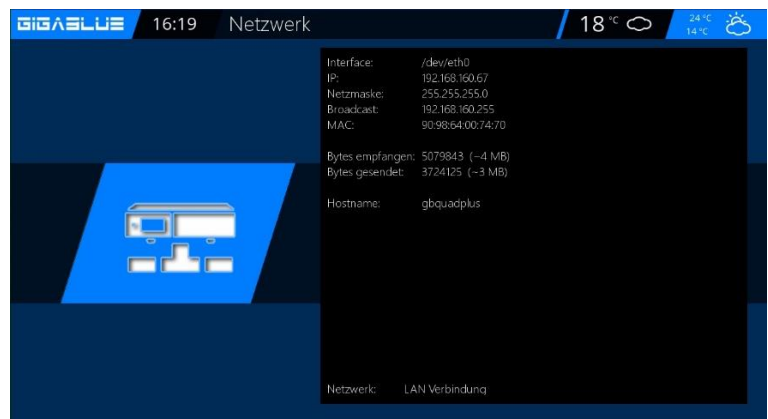 GIGABLUE 16:19 Netzwerk 18 °C 24 °C
14 °C
Interface: /dev/eth0
IP: 192.168.160.67
Netzmaske: 255.255.255.0
Broadcast: 192.168.160.255
MAC: 90:98:64:00:74:70
Bytes empfangen: 5079843 (~4 MB)
Bytes gesendet: 3724125 (~3 MB)
Hostname: gbquadplus
Netzwerk: LAN Verbindung